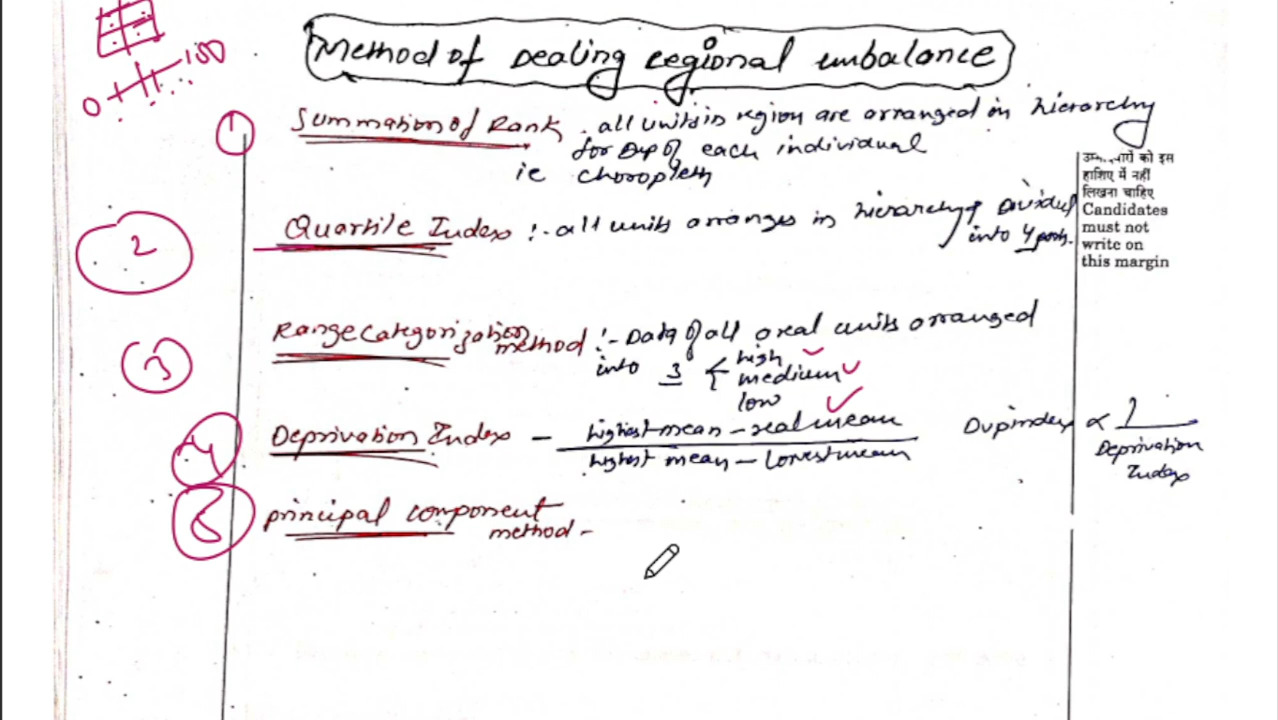 Method of Dealing regional imbalance
0 100
1 Summation of Rank . all units in region are arranged in hierarchy
for Dvp of each individual
ie Choropleth
2 Quartile Index :- all units arranges in hierarchy & Divided
into 4 parts.
उम्मीदवारों को इस
हाशिए में नहीं
लिखना चाहिए
Candidates
must not
write on
this margin
3 Range categorization method :- Data of all areal units arranged
into 3 high
medium
low
4 Deprivation Index - highest mean - real mean
highest mean - lowest mean
Dvp index ∝ 1
Deprivation
Index
5 principal component
method -